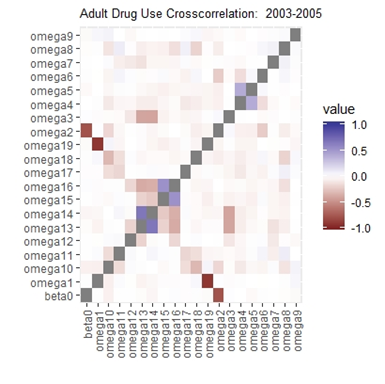 Adult Drug Use Crosscorrelation:  2003-2005
omega9
omega8
omega7
omega6
omega5
omega4
omega3
omega2
omega19
omega18
omega17
omega16
omega15
omega14
omega13
omega12
omega11
omega10
omega1
beta0
value
1.0
0.5
0.0
-0.5
-1.0
beta0
omega1
omega10
omega11
omega12
omega13
omega14
omega15
omega16
omega17
omega18
omega19
omega2
omega3
omega4
omega5
omega6
omega7
omega8
omega9